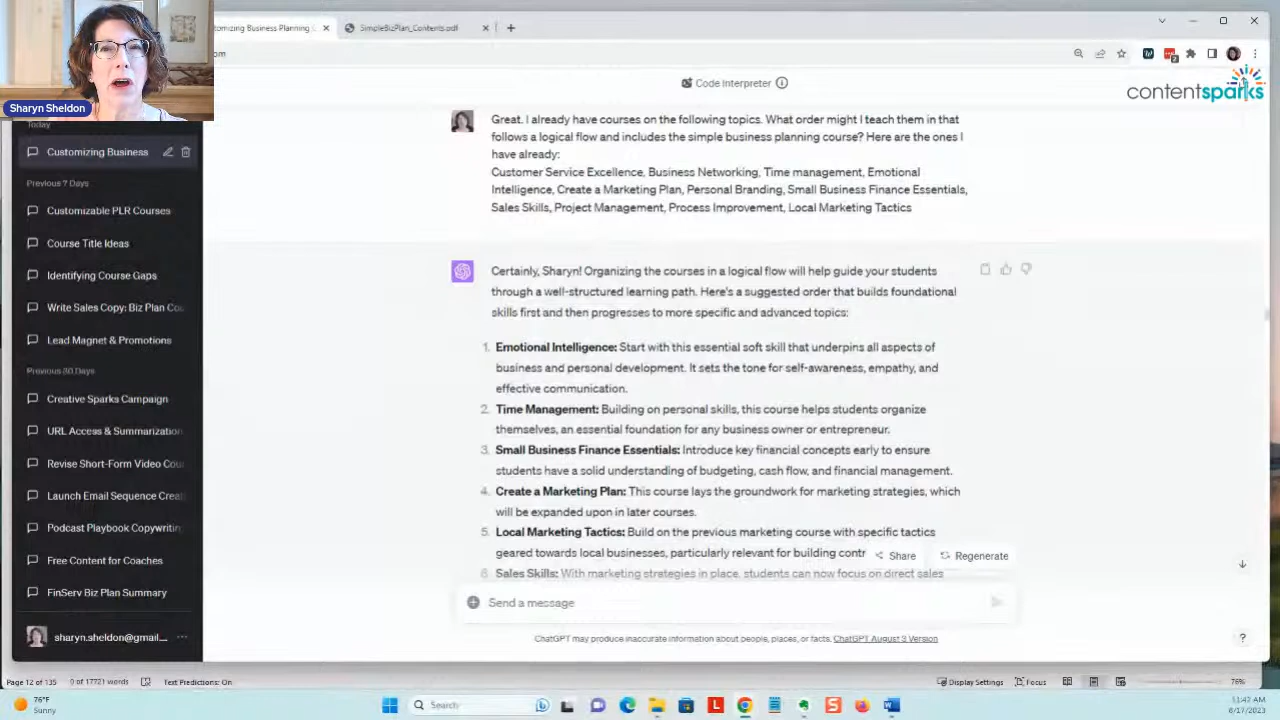 Sharyn Sheldon
omizing Business Planning
SimpleBizPlan_Contents.pdf
om
Code Interpreter
contentsparks
Today
Customizing Business
Previous 7 Days
Customizable PLR Courses
Course Title Ideas
Identifying Course Gaps
Write Sales Copy: Biz Plan Cou
Lead Magnet & Promotions
Previous 30 Days
Creative Sparks Campaign
URL Access & Summarization
Revise Short-Form Video Cou
Launch Email Sequence Creat
Podcast Playbook Copywritin
Free Content for Coaches
FinServ Biz Plan Summary
sharyn.sheldon@gmail...
Great. I already have courses on the following topics. What order might I teach them in that
follows a logical flow and includes the simple business planning course? Here are the ones I
have already:
Customer Service Excellence, Business Networking, Time management, Emotional
Intelligence, Create a Marketing Plan, Personal Branding, Small Business Finance Essentials,
Sales Skills, Project Management, Process Improvement, Local Marketing Tactics
Certainly, Sharyn! Organizing the courses in a logical flow will help guide your students
through a well-structured learning path. Here's a suggested order that builds foundational
skills first and then progresses to more specific and advanced topics:
1. Emotional Intelligence: Start with this essential soft skill that underpins all aspects of
business and personal development. It sets the tone for self-awareness, empathy, and
effective communication.
2. Time Management: Building on personal skills, this course helps students organize
themselves, an essential foundation for any business owner or entrepreneur.
3. Small Business Finance Essentials: Introduce key financial concepts early to ensure
students have a solid understanding of budgeting, cash flow, and financial management.
4. Create a Marketing Plan: This course lays the groundwork for marketing strategies, which
will be expanded upon in later courses.
5. Local Marketing Tactics: Build on the previous marketing course with specific tactics
geared towards local businesses, particularly relevant for building contr
Share
Regenerate
6. Sales Skills: With marketing strategies in place, students can now focus on direct sales
Send a message
ChatGPT may produce inaccurate information about people, places, or facts. ChatGPT August 3 Version
?
Page 12 of 135
0 of 17721 words
Text Predictions: On
Display Settings
Focus
76%
76°F
Sunny
Search
11:42 AM
8/17/2023